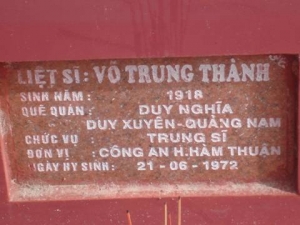 LIỆT SĨ : VÕ TRUNG THÀNH
SINH NĂM : 1918
QUÊ QUÁN : DUY NGHĨA
DUY XUYÊN-QUẢNG NAM
CHỨC VỤ : TRUNG SĨ
ĐƠN VỊ : CÔNG AN H.HÀM THUẬN
NGÀY HY SINH : 21 - 06 - 1972